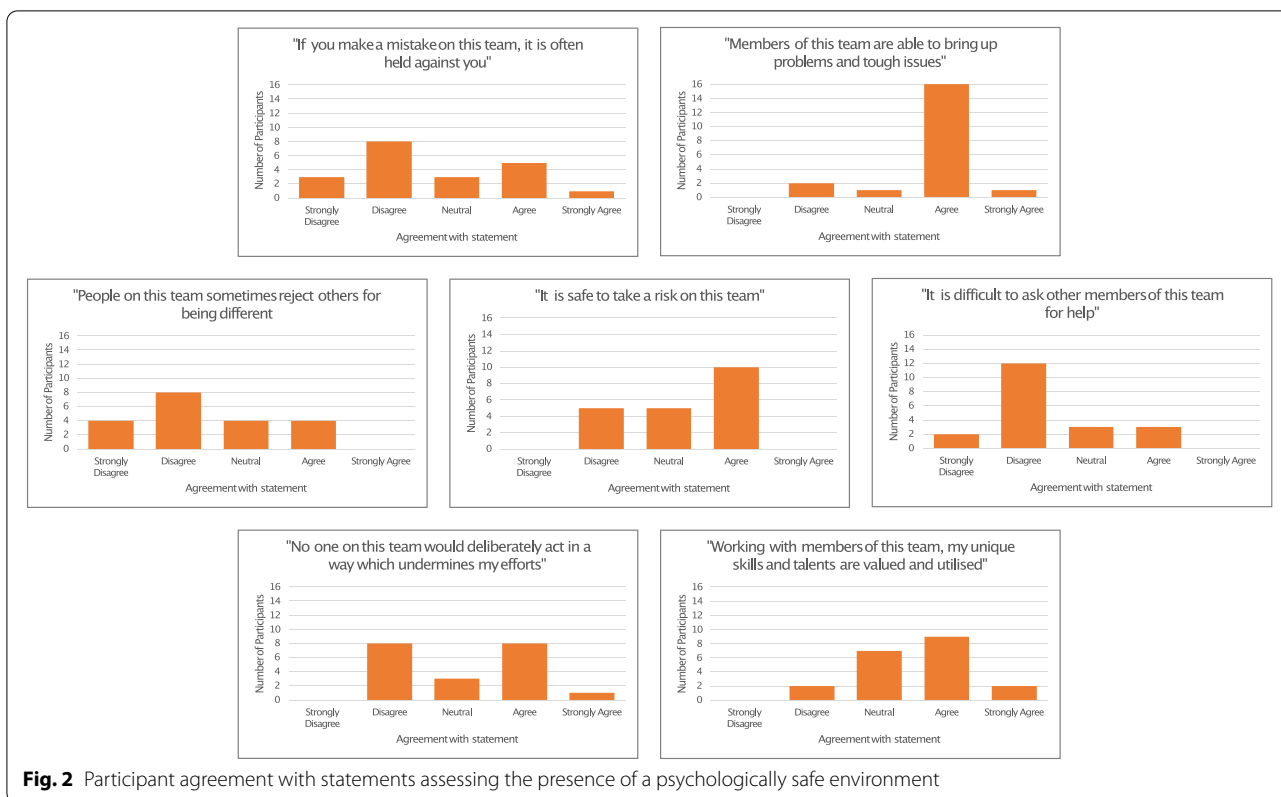 "If you make a mistake on this team, it is often
held against you"
Number of Participants
16
14
12
10
8
6
4
2
0
Strongly Disagree Disagree Neutral Agree Strongly Agree
Agreement with statement
"Members of this team are able to bring up
problems and tough issues"
Number of Participants
16
14
12
10
8
6
4
2
0
Strongly Disagree Disagree Neutral Agree Strongly Agree
Agreement with statement
"People on this team sometimes reject others for
being different
Number of Participants
16
14
12
10
8
6
4
2
0
Strongly Disagree Disagree Neutral Agree Strongly Agree
Agreement with statement
"It is safe to take a risk on this team"
Number of Participants
16
14
12
10
8
6
4
2
0
Strongly Disagree Disagree Neutral Agree Strongly Agree
Agreement with statement
"It is difficult to ask other members of this team
for help"
Number of Participants
16
14
12
10
8
6
4
2
0
Strongly Disagree Disagree Neutral Agree Strongly Agree
Agreement with statement
"No one on this team would deliberately act in a
way which undermines my efforts"
Number of Participants
16
14
12
10
8
6
4
2
0
Strongly Disagree Disagree Neutral Agree Strongly Agree
Agreement with statement
"Working with members of this team, my unique
skills and talents are valued and utilised"
Number of Participants
16
14
12
10
8
6
4
2
0
Strongly Disagree Disagree Neutral Agree Strongly Agree
Agreement with statement
Fig. 2 Participant agreement with statements assessing the presence of a psychologically safe environment